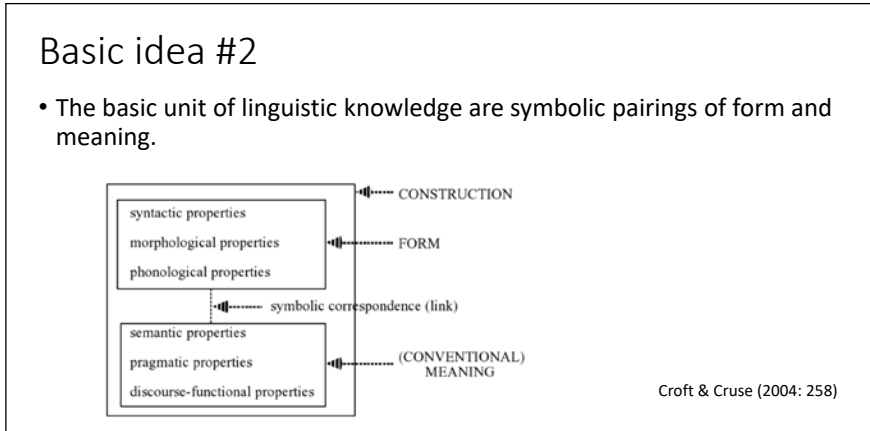 Basic idea #2
• The basic unit of linguistic knowledge are symbolic pairings of form and
meaning.
CONSTRUCTION
syntactic properties
morphological properties
FORM
phonological properties
symbolic correspondence (link)
semantic properties
pragmatic properties
(CONVENTIONAL)
MEANING
discourse-functional properties
Croft & Cruse (2004: 258)